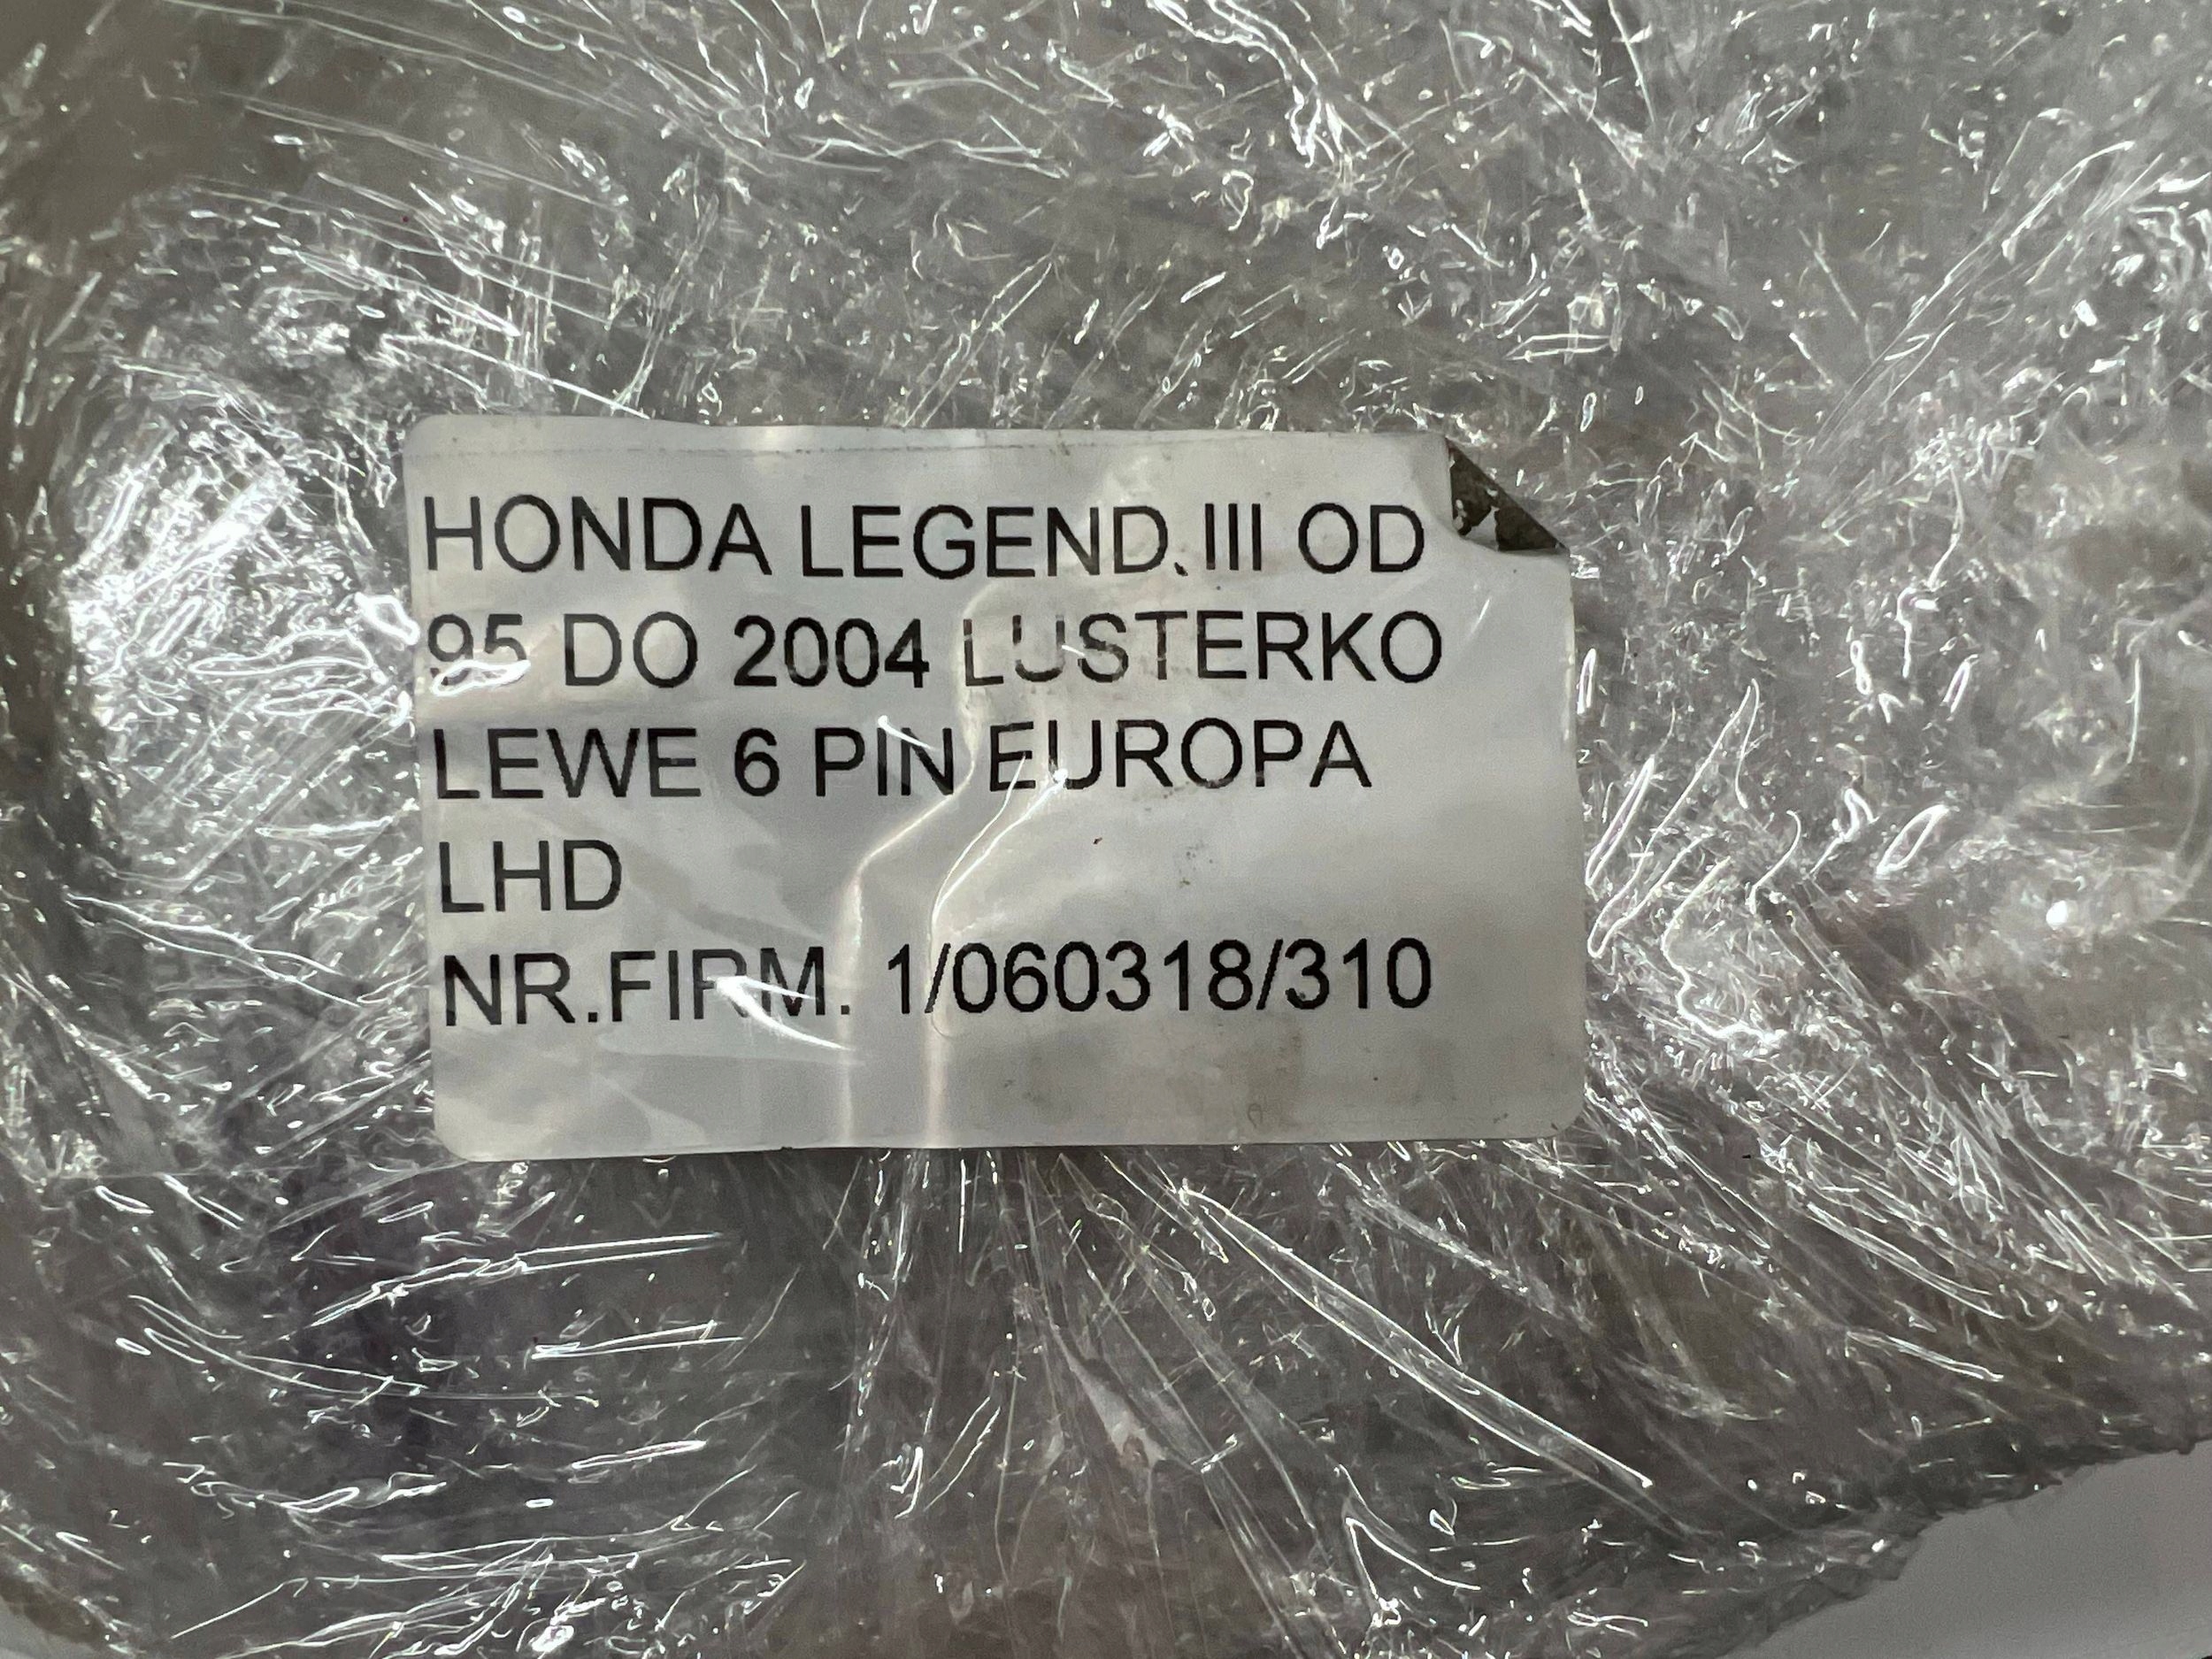 HONDA LEGEND III OD
95 DO 2004 LUSTERKO
LEWE 6 PIN EUROPA
LHD
NR.FIRM. 1/060318/310